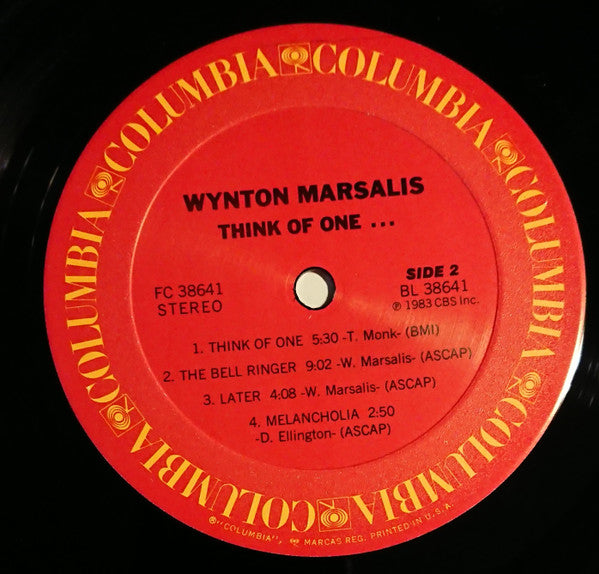 COLUMBIA COLUMBIA COLUMBIA COLUMBIA COLUMBIA COLUMBIA
WYNTON MARSALIS
THINK OF ONE ...
FC 38641
STEREO
SIDE 2
BL 38641
℗ 1983 CBS Inc.
1. THINK OF ONE 5:30 -T. Monk- (BMI)
2. THE BELL RINGER 9:02 -W. Marsalis- (ASCAP)
3. LATER 4:08 -W. Marsalis- (ASCAP)
4. MELANCHOLIA 2:50
-D. Ellington- (ASCAP)
® "COLUMBIA", MARCAS REG. PRINTED IN U.S.A.